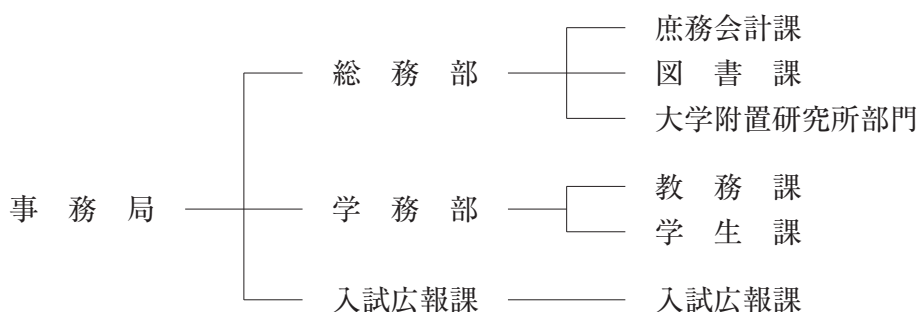 庶務会計課
総務部
図書課
大学附置研究所部門
教務課
事務局
学務部
学生課
入試広報課
入試広報課